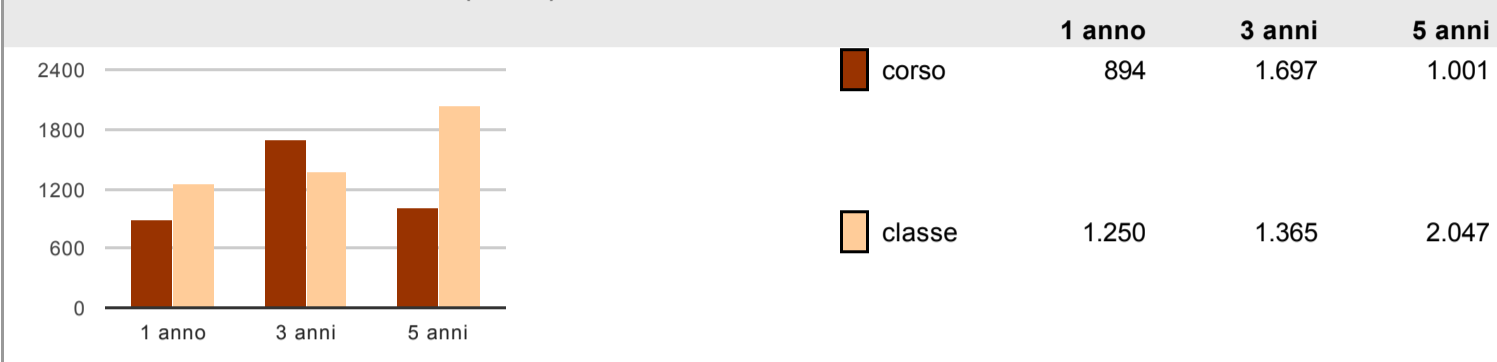 1 anno 3 anni 5 anni
2400
1800
1200
600
0
1 anno 3 anni 5 anni
corso 894 1.697 1.001
classe 1.250 1.365 2.047